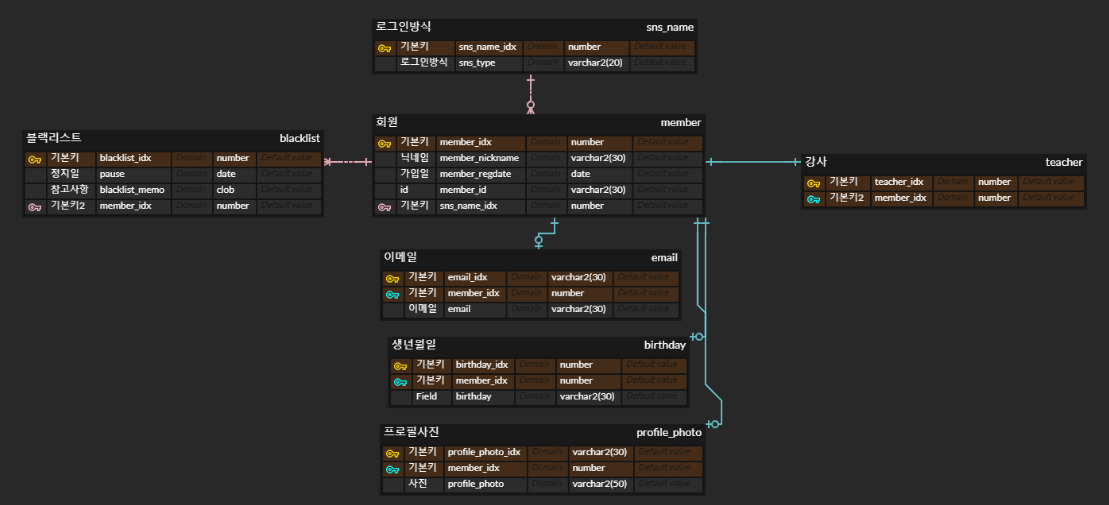 로그인방식 sns_name
기본키 sns_name_idx Domain number Default value
로그인방식 sns_type Domain varchar2(20) Default value
회원 member
기본키 member_idx Domain number Default value
닉네임 member_nickname Domain varchar2(30) Default value
가입일 member_regdate Domain date Default value
id member_id Domain varchar2(30) Default value
기본키 sns_name_idx Domain number Default value
블랙리스트 blacklist
기본키 blacklist_idx Domain number Default value
정지일 pause Domain date Default value
참고사항 blacklist_memo Domain clob Default value
기본키2 member_idx Domain number Default value
강사 teacher
기본키 teacher_idx Domain number Default value
기본키2 member_idx Domain number Default value
이메일 email
기본키 email_idx Domain varchar2(30) Default value
기본키 member_idx Domain number Default value
이메일 email Domain varchar2(30) Default value
생년월일 birthday
기본키 birthday_idx Domain number Default value
기본키 member_idx Domain number Default value
Field birthday Domain varchar2(30) Default value
프로필사진 profile_photo
기본키 profile_photo_idx Domain varchar2(30) Default value
기본키 member_idx Domain number Default value
사진 profile_photo Domain varchar2(50) Default value